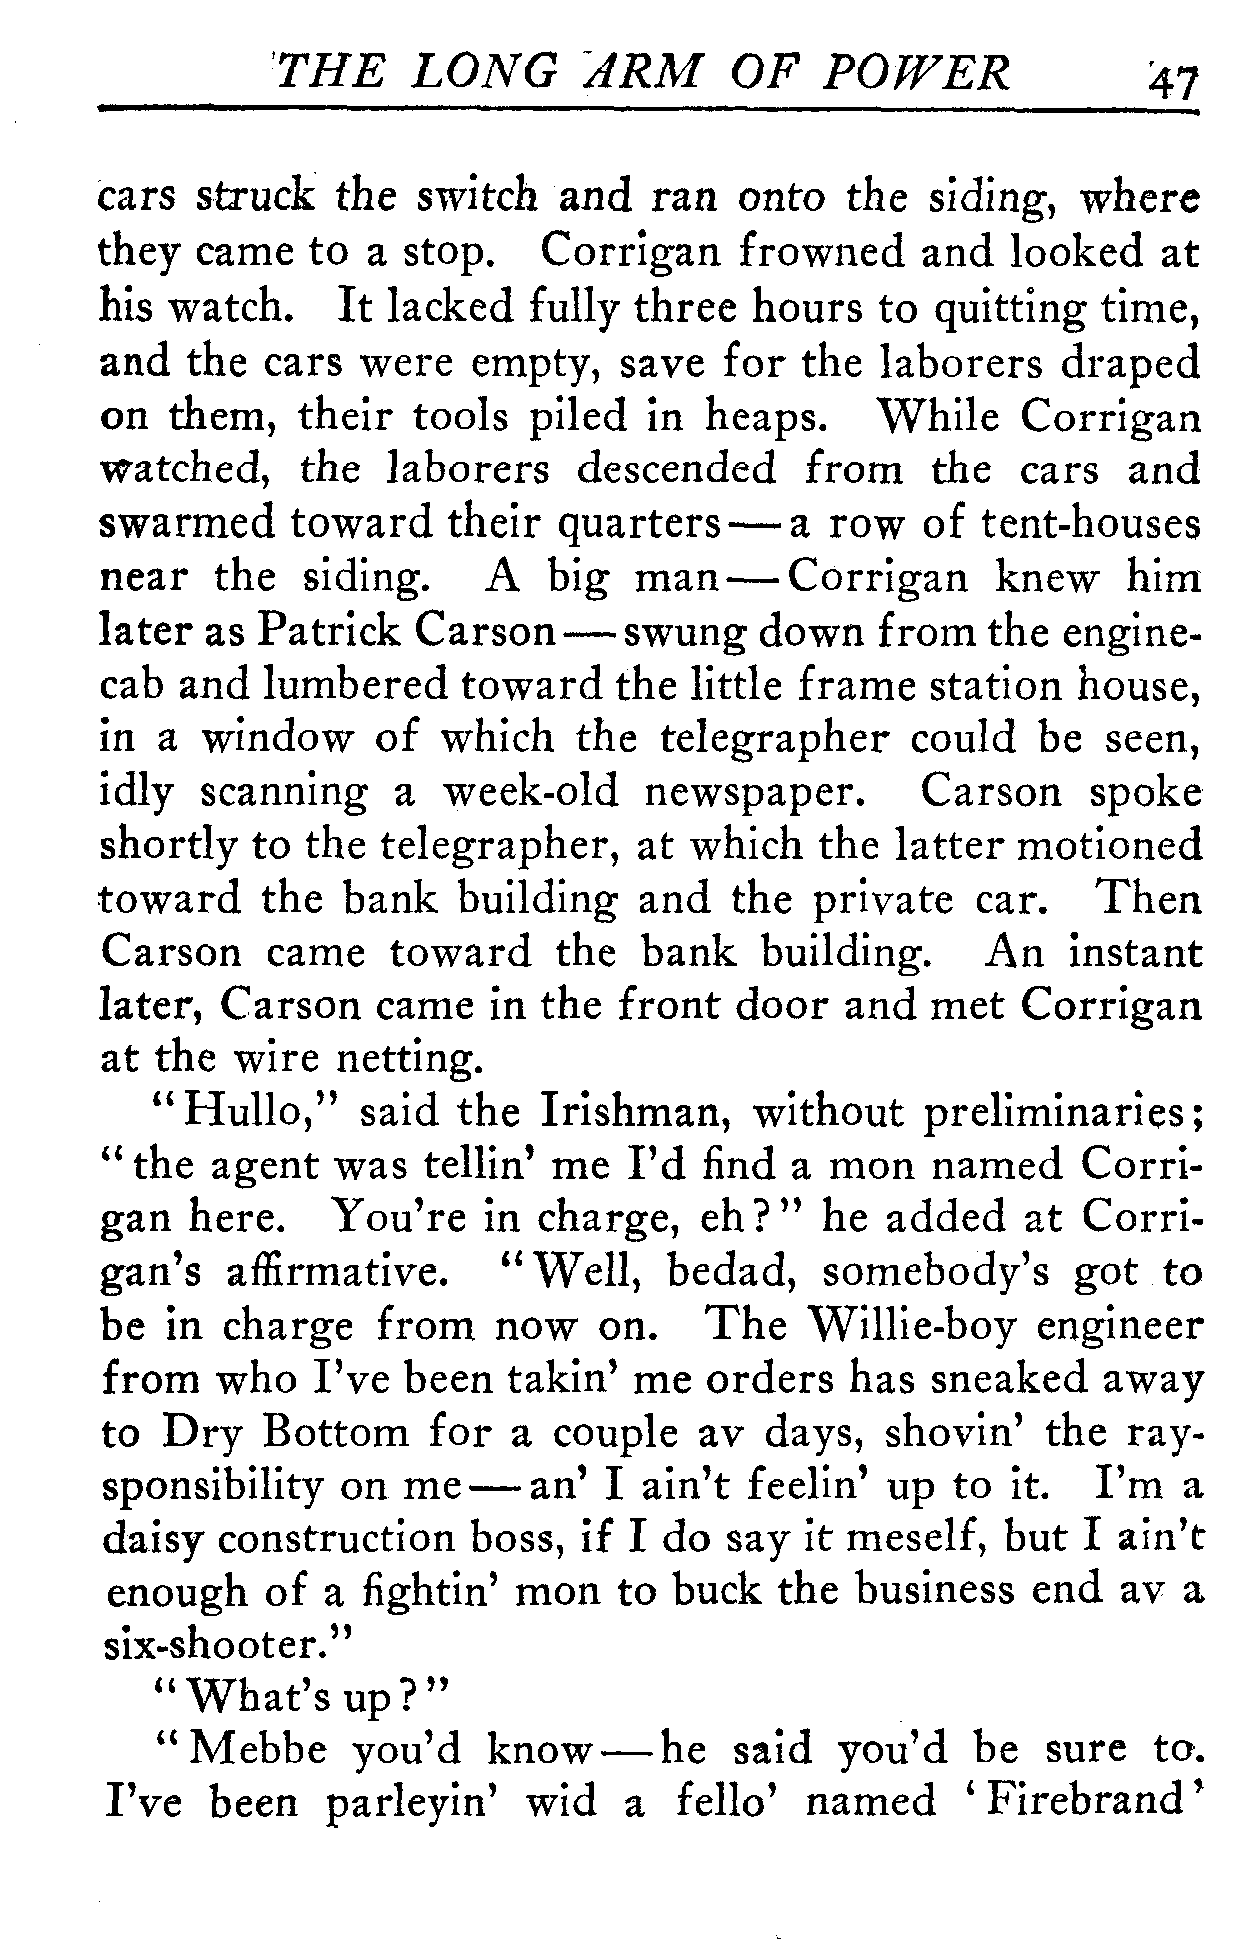 THE LONG ARM OF POWER 47
cars struck the switch and ran onto the siding, where
they came to a stop. Corrigan frowned and looked at
his watch. It lacked fully three hours to quitting time,
and the cars were empty, save for the laborers draped
on them, their tools piled in heaps. While Corrigan
watched, the laborers descended from the cars and
swarmed toward their quarters — a row of tent-houses
near the siding. A big man — Corrigan knew him
later as Patrick Carson — swung down from the engine-
cab and lumbered toward the little frame station house,
in a window of which the telegrapher could be seen,
idly scanning a week-old newspaper. Carson spoke
shortly to the telegrapher, at which the latter motioned
toward the bank building and the private car. Then
Carson came toward the bank building. An instant
later, Carson came in the front door and met Corrigan
at the wire netting.
"Hullo," said the Irishman, without preliminaries;
"the agent was tellin' me I'd find a mon named Corri-
gan here. You're in charge, eh?" he added at Corri-
gan's affirmative. "Well, bedad, somebody's got to
be in charge from now on. The Willie-boy engineer
from who I've been takin' me orders has sneaked away
to Dry Bottom for a couple av days, shovin' the ray-
sponsibility on me — an' I ain't feelin' up to it. I'm a
daisy construction boss, if I do say it meself, but I ain't
enough of a fightin' mon to buck the business end av a
six-shooter."
"What's up?"
"Mebbe you'd know — he said you'd be sure to.
I've been parleyin' wid a fello' named 'Firebrand'